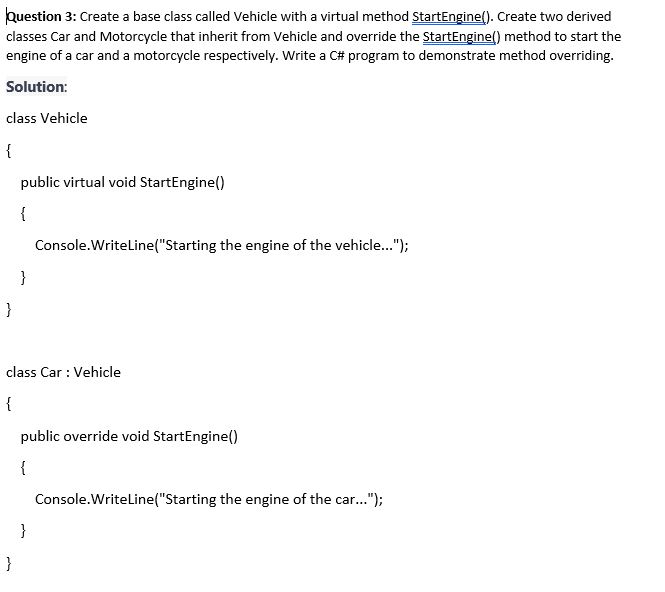 Question 3: Create a base class called Vehicle with a virtual method StartEngine(). Create two derived
classes Car and Motorcycle that inherit from Vehicle and override the StartEngine() method to start the
engine of a car and a motorcycle respectively. Write a C# program to demonstrate method overriding.
Solution:
class Vehicle
{
public virtual void StartEngine()
{
Console.WriteLine("Starting the engine of the vehicle...");
}
}
class Car : Vehicle
{
public override void StartEngine()
{
Console.WriteLine("Starting the engine of the car...");
}
}